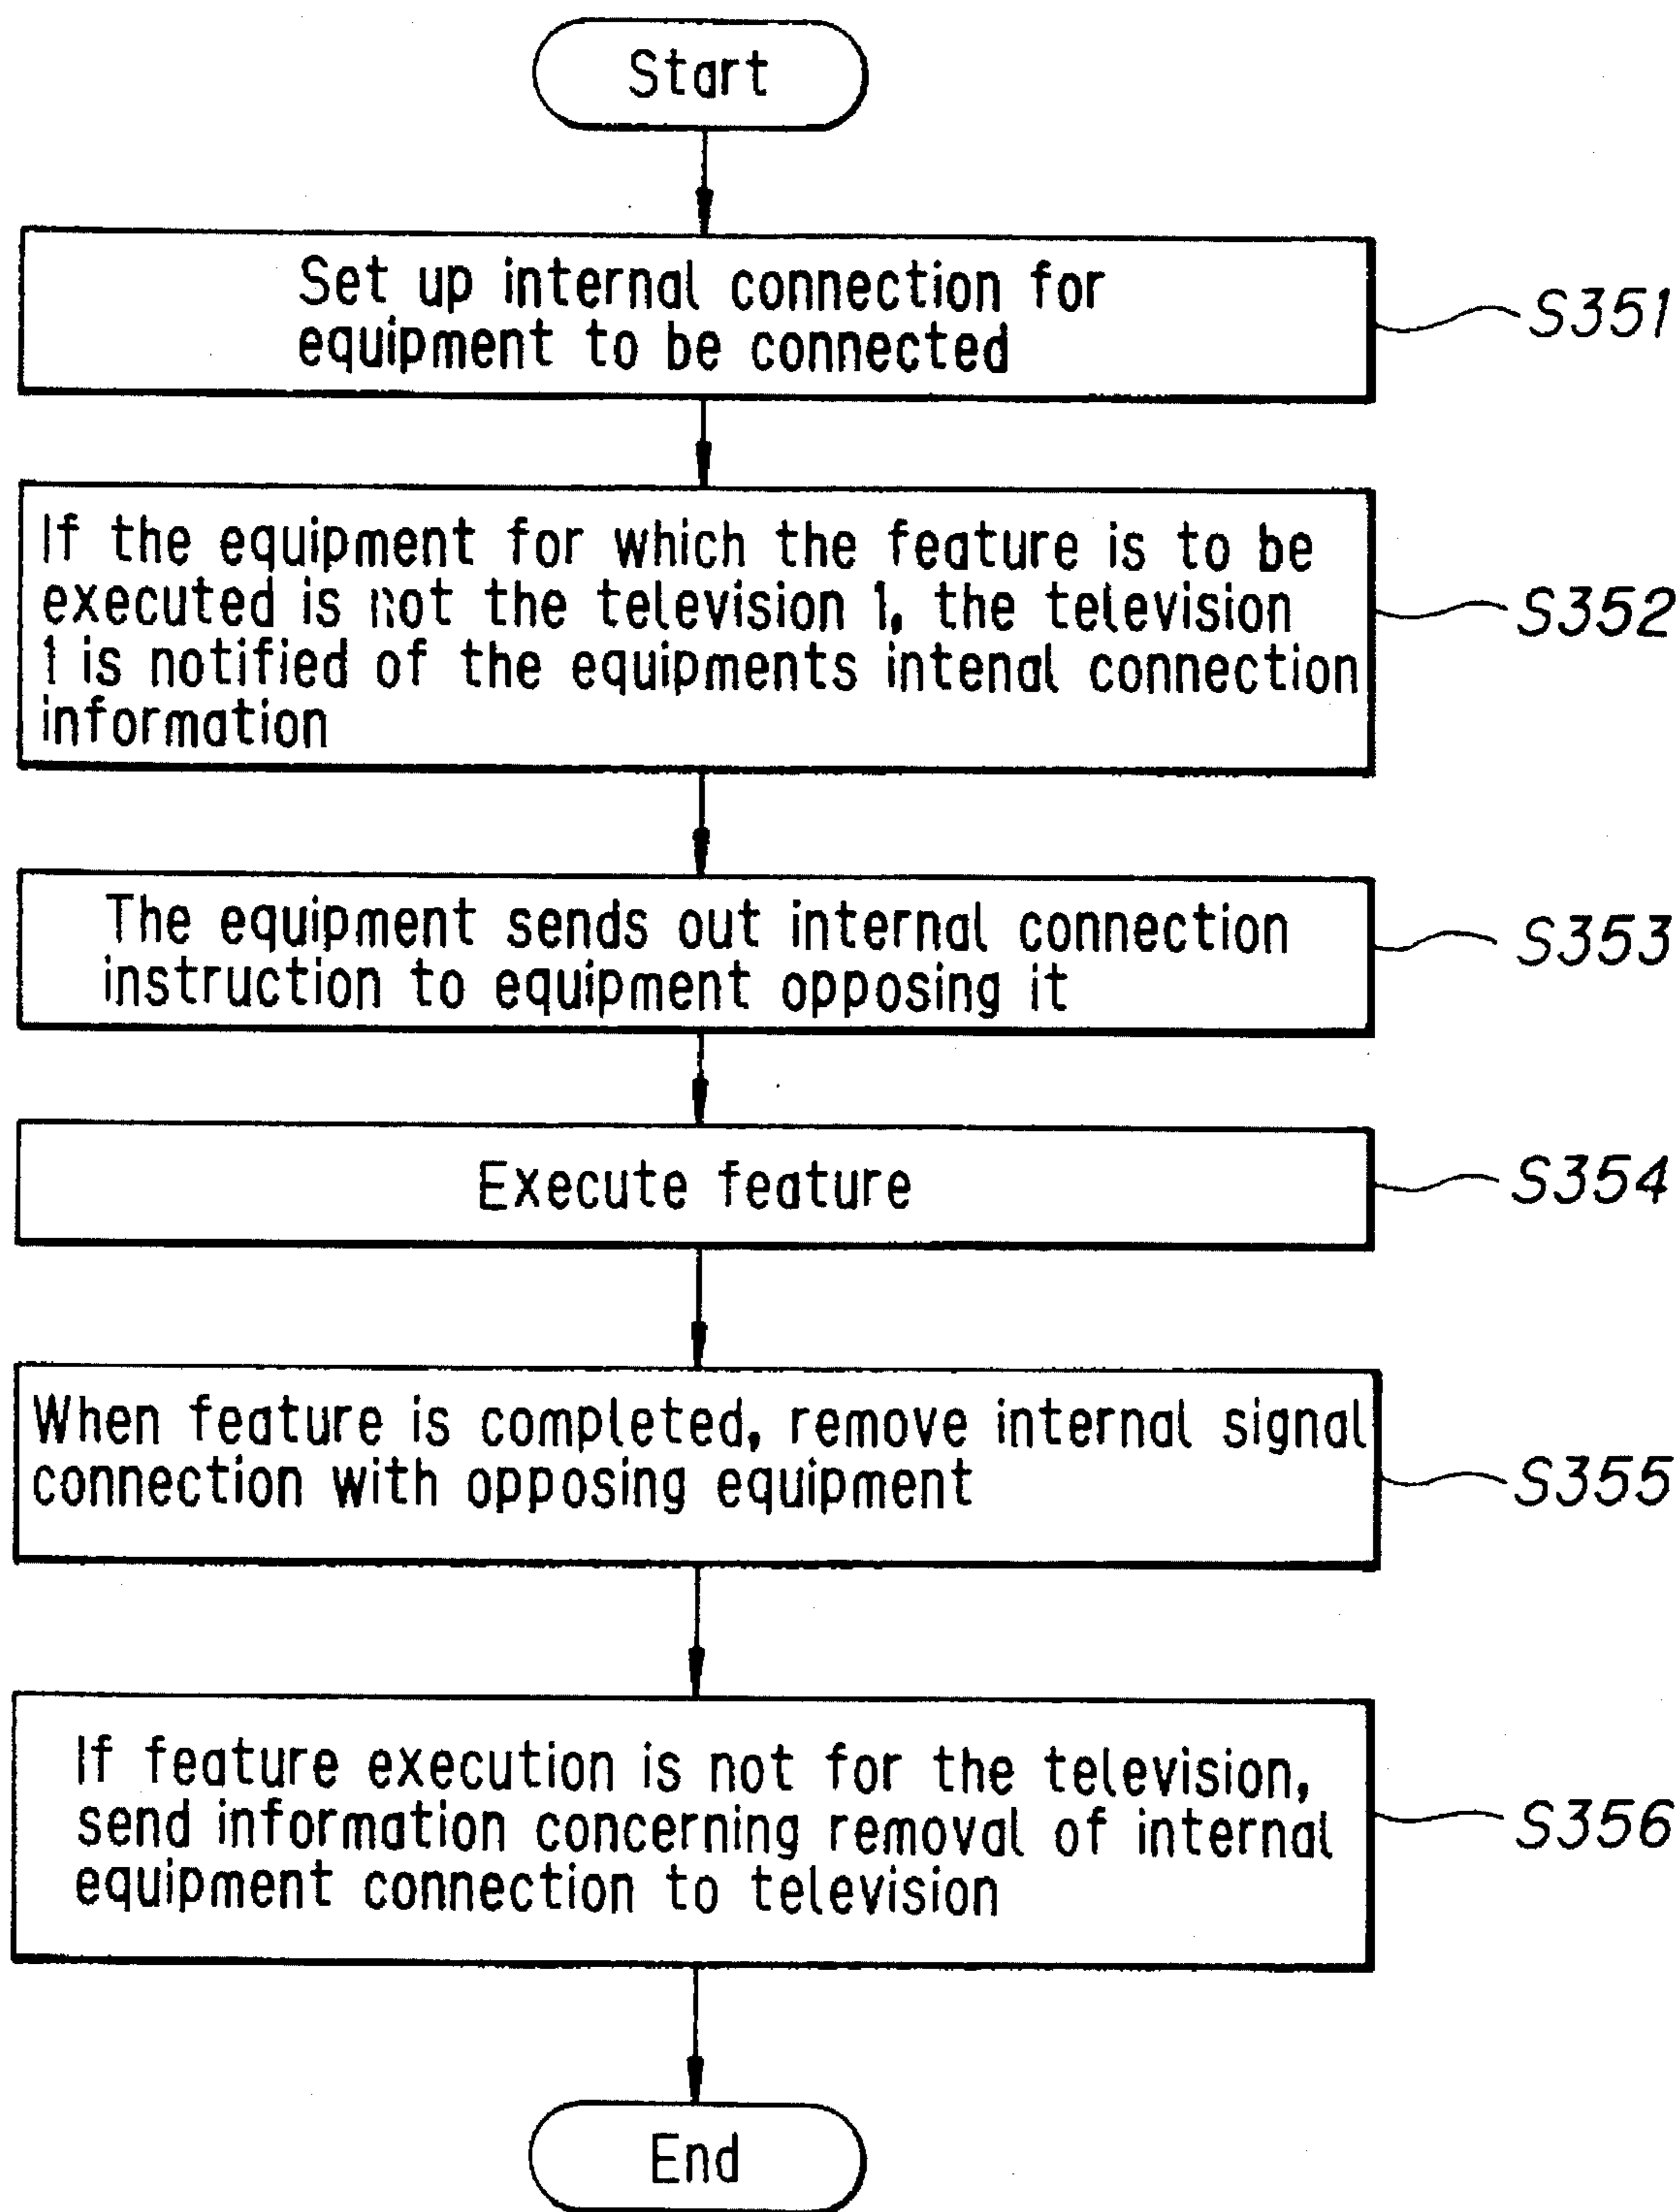 Start
Set up internal connection for
equipment to be connected
S351
If the equipment for which the feature is to be
executed is not the television 1, the television
1 is notified of the equipments intenal connection
information
S352
The equipment sends out internal connection
instruction to equipment opposing it
S353
Execute feature
S354
When feature is completed, remove internal signal
connection with opposing equipment
S355
If feature execution is not for the television,
send information concerning removal of internal
equipment connection to television
S356
End